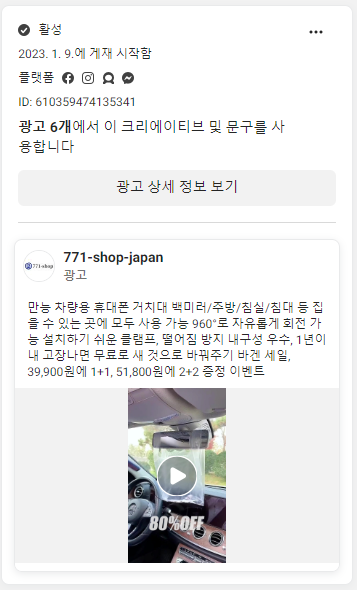 활성
2023. 1. 9.에 게재 시작함
플랫폼
ID: 610359474135341
광고 6개에서 이 크리에이티브 및 문구를 사
용합니다
광고 상세 정보 보기
771-shop-japan
771-shop-japan
광고
만능 차량용 휴대폰 거치대 백미러/주방/침실/침대 등 집
을 수 있는 곳에 모두 사용 가능 960°로 자유롭게 회전 가
능 설치하기 쉬운 클램프, 떨어짐 방지 내구성 우수, 1년이
내 고장나면 무료로 새 것으로 바꿔주기 바겐 세일,
39,900원에 1+1, 51,800원에 2+2 증정 이벤트
80%OFF